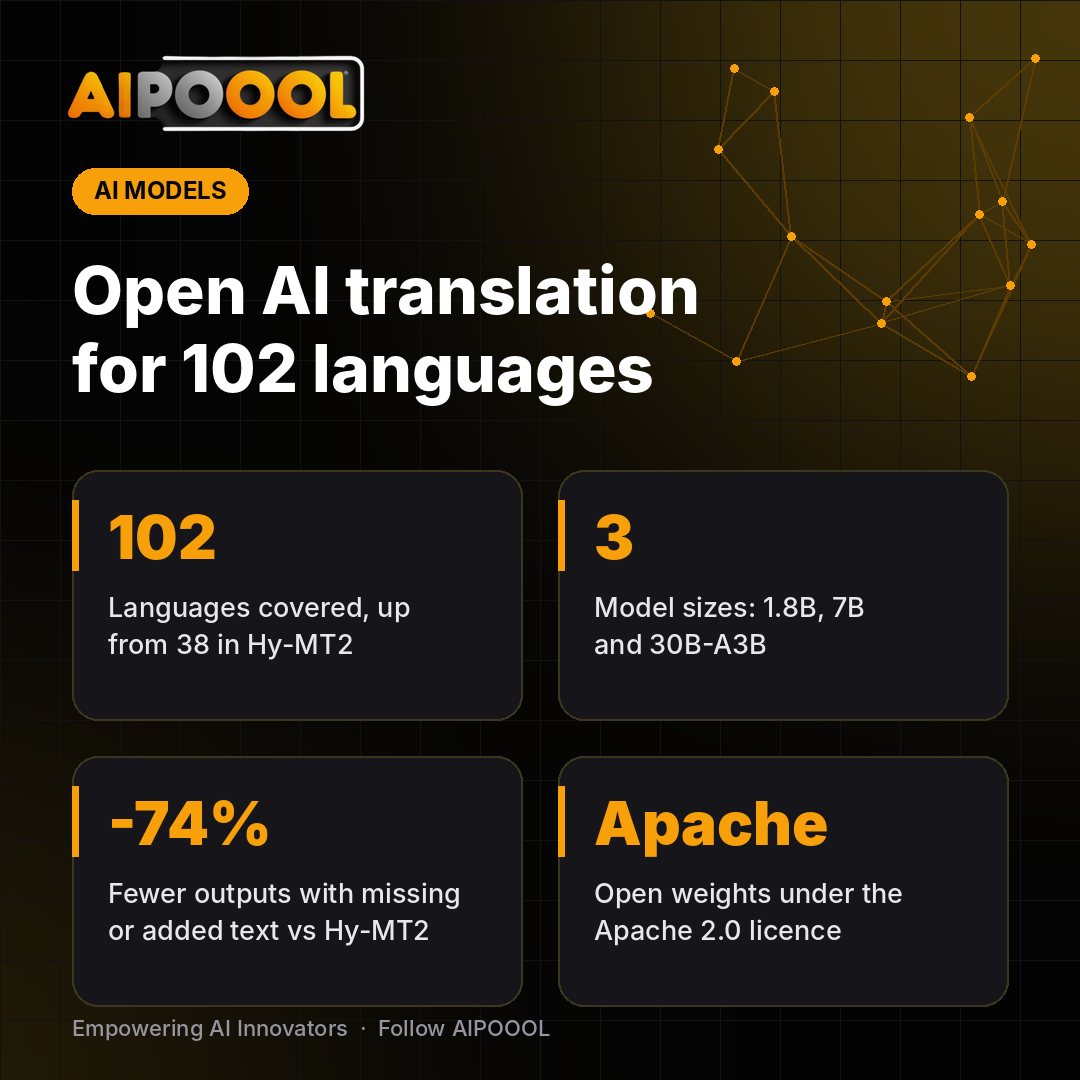 AIPOOOL
AI MODELS
Open AI translation
for 102 languages
102
Languages covered, up
from 38 in Hy-MT2
3
Model sizes: 1.8B, 7B
and 30B-A3B
-74%
Fewer outputs with missing
or added text vs Hy-MT2
Apache
Open weights under the
Apache 2.0 licence
Empowering AI Innovators · Follow AIPOOOL